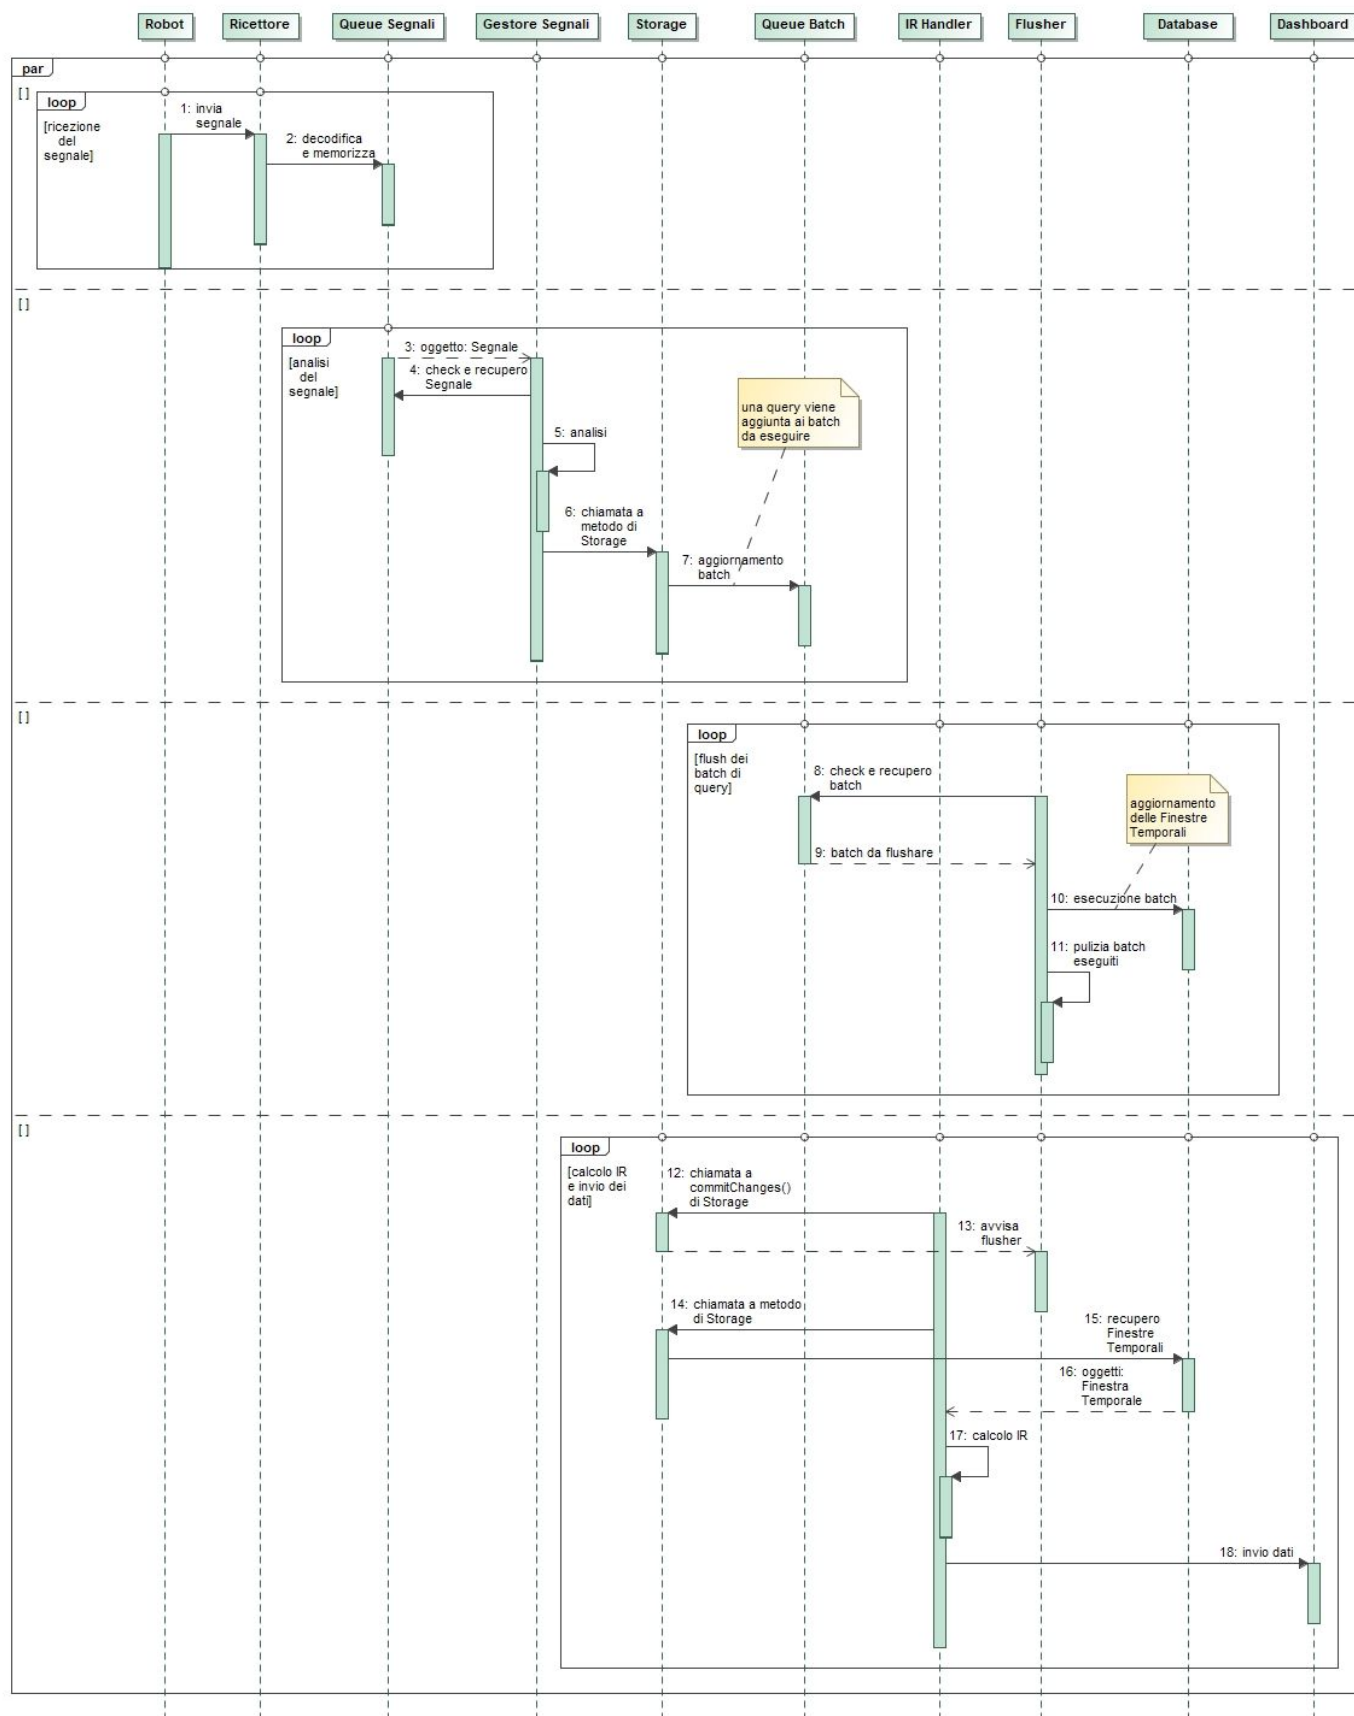 Robot
Ricettore
Queue Segnali
Gestore Segnali
Storage
Queue Batch
IR Handler
Flusher
Database
Dashboard
par
[ ]
loop
[ricezione
del
segnale]
1: invia
segnale
2: decodifica
e memorizza
[ ]
loop
[analisi
del
segnale]
3: oggetto: Segnale
4: check e recupero
Segnale
5: analisi
una query viene
aggiunta ai batch
da eseguire
6: chiamata a
metodo di
Storage
7: aggiornamento
batch
[ ]
loop
[flush dei
batch di
query]
8: check e recupero
batch
aggiornamento
delle Finestre
Temporali
9: batch da flushare
10: esecuzione batch
11: pulizia batch
eseguiti
[ ]
loop
[calcolo IR
e invio dei
dati]
12: chiamata a
commitChanges()
di Storage
13: avvisa
flusher
14: chiamata a metodo
di Storage
15: recupero
Finestre
Temporali
16: oggetti:
Finestra
Temporale
17: calcolo IR
18: invio dati